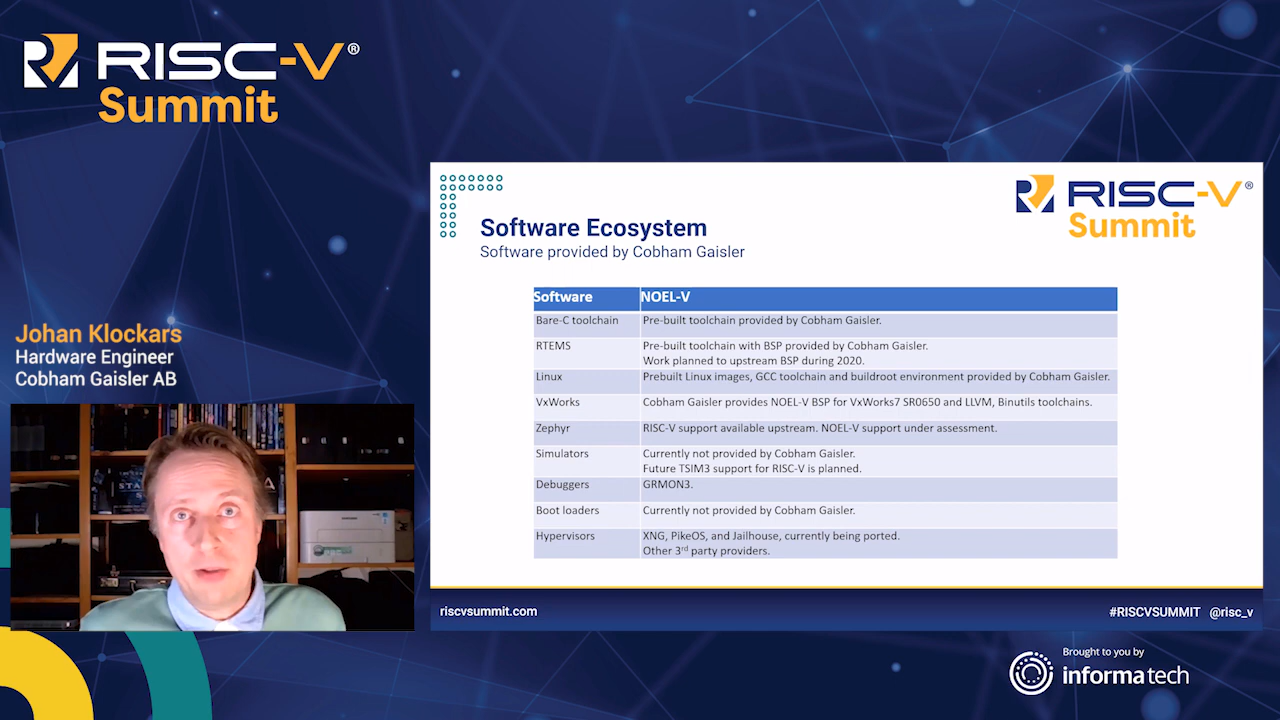 RISC-V®
Summit
RISC-V®
Summit
Software Ecosystem
Software provided by Cobham Gaisler
Software NOEL-V
Bare-C toolchain Pre-built toolchain provided by Cobham Gaisler.
RTEMS Pre-built toolchain with BSP provided by Cobham Gaisler.
Work planned to upstream BSP during 2020.
Linux Prebuilt Linux images, GCC toolchain and buildroot environment provided by Cobham Gaisler.
VxWorks Cobham Gaisler provides NOEL-V BSP for VxWorks7 SR0650 and LLVM, Binutils toolchains.
Zephyr RISC-V support available upstream. NOEL-V support under assessment.
Simulators Currently not provided by Cobham Gaisler.
Future TSIM3 support for RISC-V is planned.
Debuggers GRMON3.
Boot loaders Currently not provided by Cobham Gaisler.
Hypervisors XNG, PikeOS, and Jailhouse, currently being ported.
Other 3rd party providers.
riscvsummit.com
#RISCVSUMMIT @risc_v
Johan Klockars
Hardware Engineer
Cobham Gaisler AB
Brought to you by
informa tech